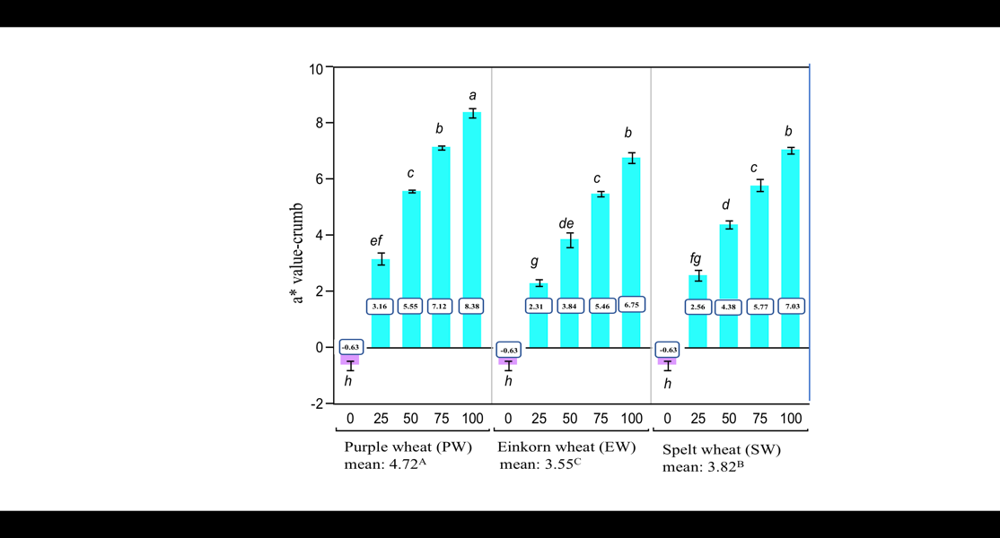 10
8
6
4
2
0
-2
a* value-crumb
h ef c b a
-0.63 3.16 5.55 7.12 8.38
h g de c b
-0.63 2.31 3.84 5.46 6.75
h fg d c b
-0.63 2.56 4.38 5.77 7.03
0 25 50 75 100 0 25 50 75 100 0 25 50 75 100
Purple wheat (PW)
mean: 4.72ᴬ
Einkorn wheat (EW)
mean: 3.55ᶜ
Spelt wheat (SW)
mean: 3.82ᴮ